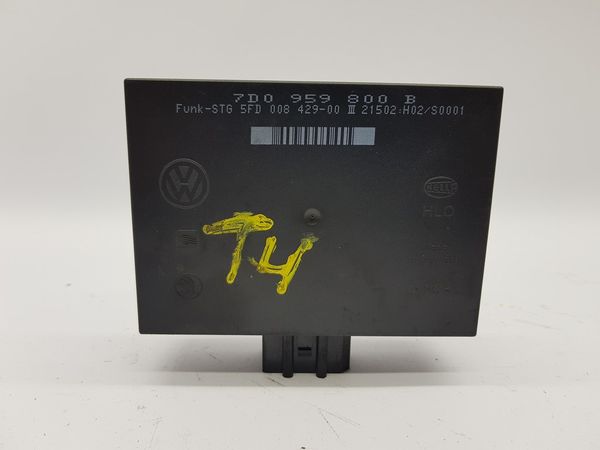 7D0 959 800 B
Funk-STG 5FD 008 429-00 III 21502:H02/S0001
HELLA
HLO
T4